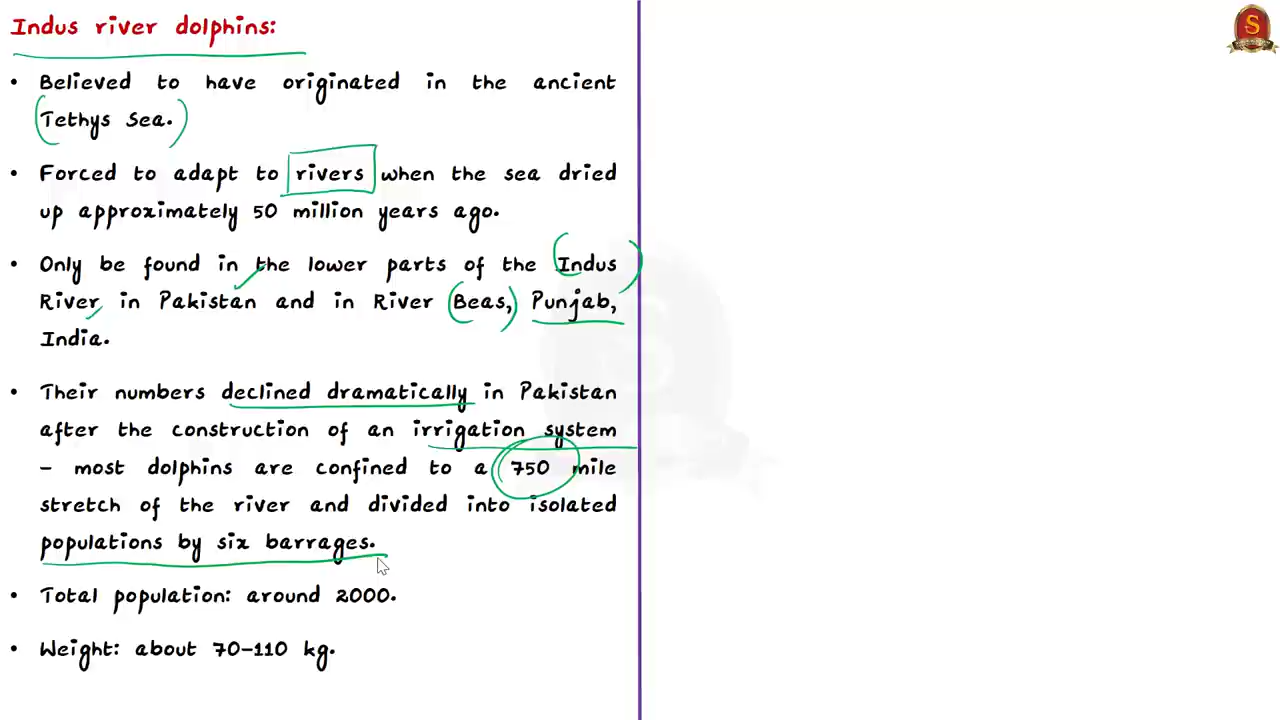 Indus river dolphins:
• Believed to have originated in the ancient
Tethys Sea.
• Forced to adapt to rivers when the sea dried
up approximately 50 million years ago.
• Only be found in the lower parts of the Indus
River in Pakistan and in River Beas, Punjab,
India.
• Their numbers declined dramatically in Pakistan
after the construction of an irrigation system
– most dolphins are confined to a 750 mile
stretch of the river and divided into isolated
populations by six barrages.
• Total population: around 2000.
• Weight: about 70–110 kg.
S